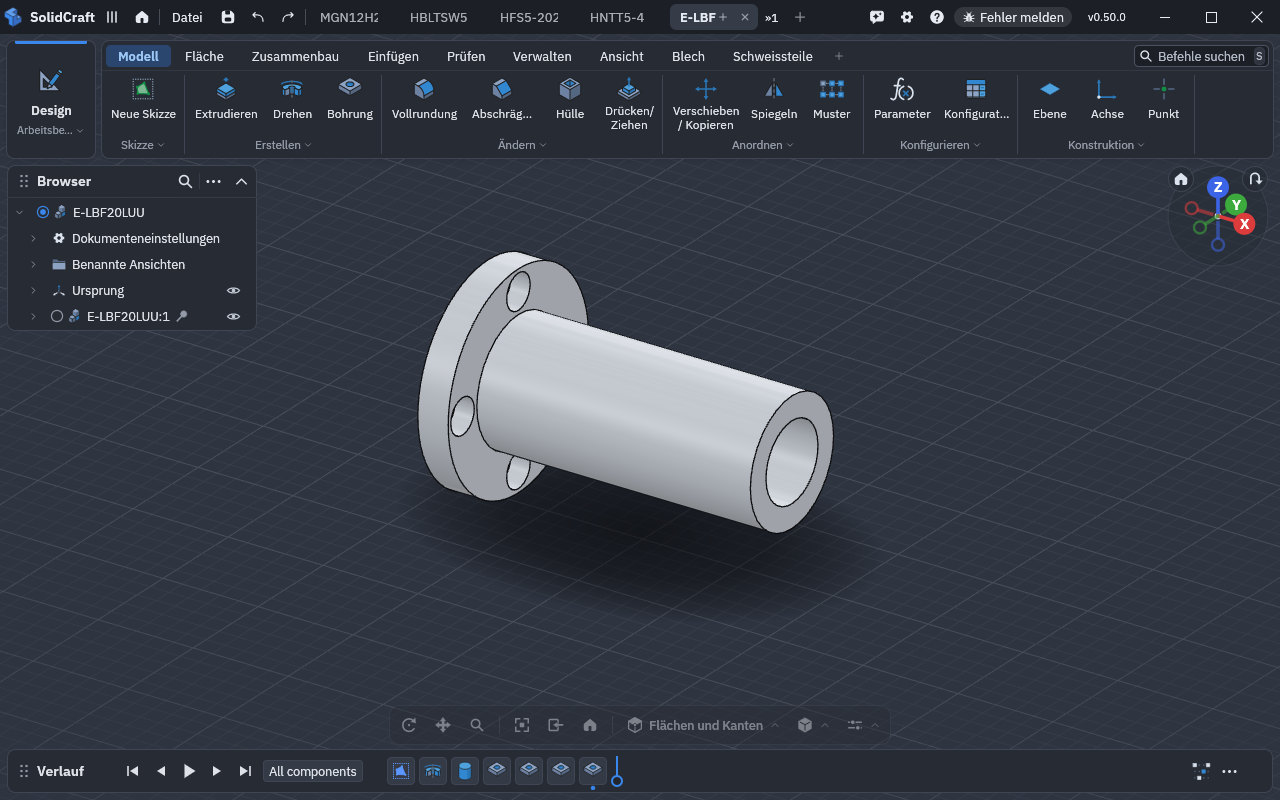 SolidCraft
Datei
MGN12H2
HBLTSW5
HFS5-202
HNTT5-4
E-LBF
»1
Fehler melden
v0.50.0
Design
Arbeitsbe...
Modell
Fläche
Zusammenbau
Einfügen
Prüfen
Verwalten
Ansicht
Blech
Schweissteile
Befehle suchen
S
Neue Skizze
Extrudieren
Drehen
Bohrung
Vollrundung
Abschräg...
Hülle
Drücken/
Ziehen
Verschieben
/ Kopieren
Spiegeln
Muster
Parameter
Konfigurat...
Ebene
Achse
Punkt
Skizze
Erstellen
Ändern
Anordnen
Konfigurieren
Konstruktion
Browser
E-LBF20LUU
Dokumenteneinstellungen
Benannte Ansichten
Ursprung
E-LBF20LUU:1
Z
Y
X
Flächen und Kanten
Verlauf
All components